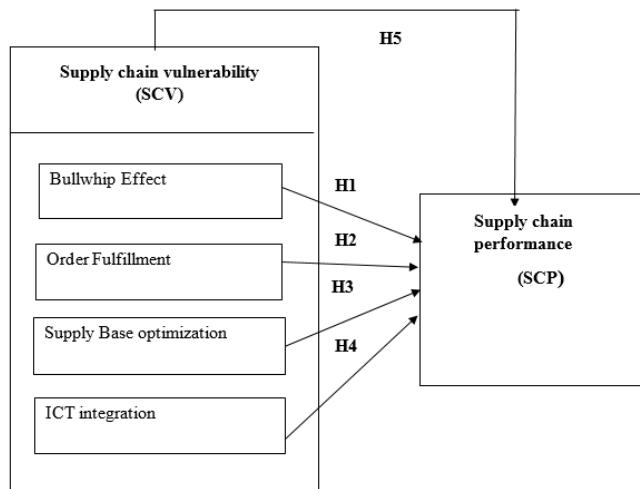 H5
Supply chain vulnerability
(SCV)
Bullwhip Effect
H1
Order Fulfillment
H2
H3
Supply Base optimization
H4
ICT integration
Supply chain
performance
(SCP)